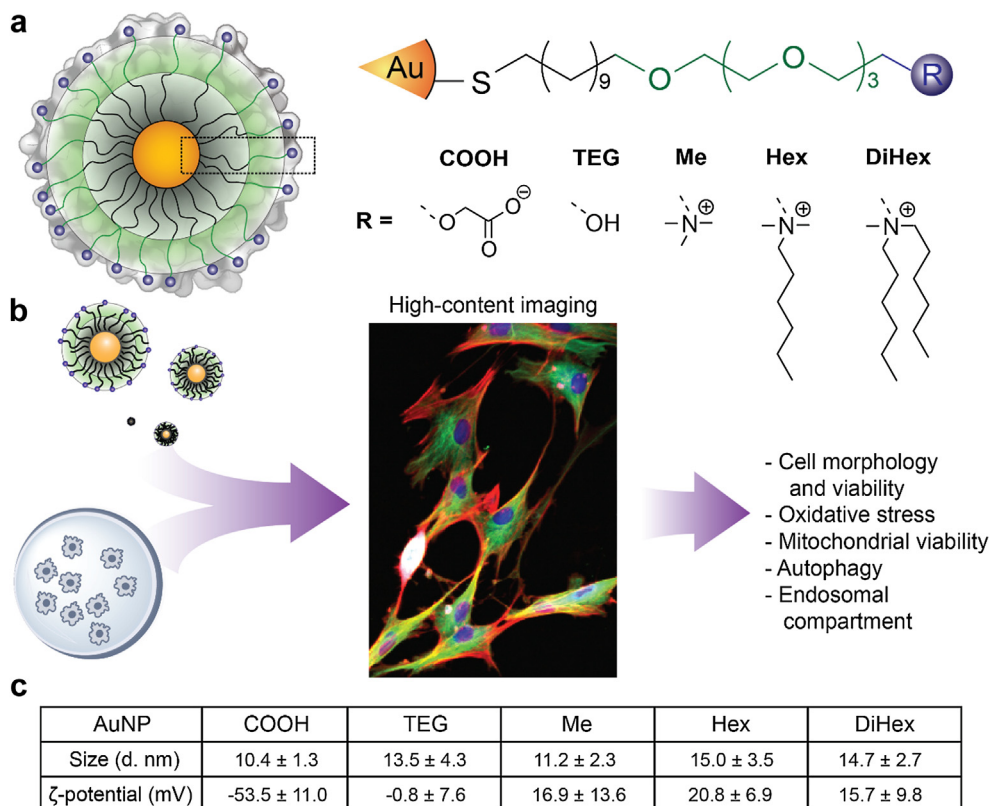 a
Au
S
9
O
O
3
R
COOH TEG Me Hex DiHex
R =
O
O
⊖
O
OH
N
⊕
N
⊕
N
⊕
b
High-content imaging
- Cell morphology
and viability
- Oxidative stress
- Mitochondrial viability
- Autophagy
- Endosomal
compartment
c
AuNP COOH TEG Me Hex DiHex
Size (d. nm) 10.4 ± 1.3 13.5 ± 4.3 11.2 ± 2.3 15.0 ± 3.5 14.7 ± 2.7
ζ-potential (mV) -53.5 ± 11.0 -0.8 ± 7.6 16.9 ± 13.6 20.8 ± 6.9 15.7 ± 9.8